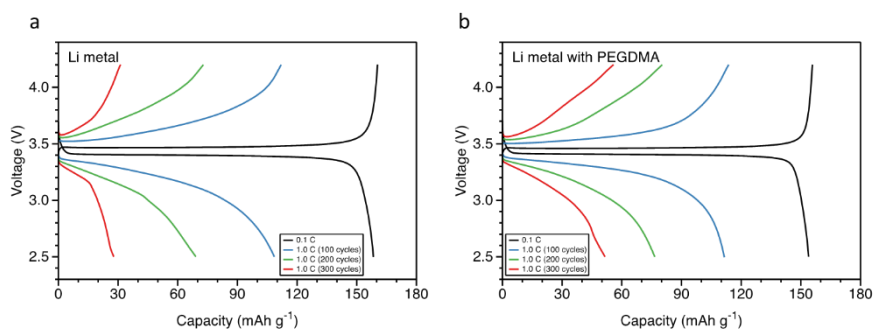 a
Li metal
4.0
3.5
3.0
2.5
Voltage (V)
0.1 C
1.0 C (100 cycles)
1.0 C (200 cycles)
1.0 C (300 cycles)
0 30 60 90 120 150 180
Capacity (mAh g⁻¹)
b
Li metal with PEGDMA
4.0
3.5
3.0
2.5
Voltage (V)
0.1 C
1.0 C (100 cycles)
1.0 C (200 cycles)
1.0 C (300 cycles)
0 30 60 90 120 150 180
Capacity (mAh g⁻¹)